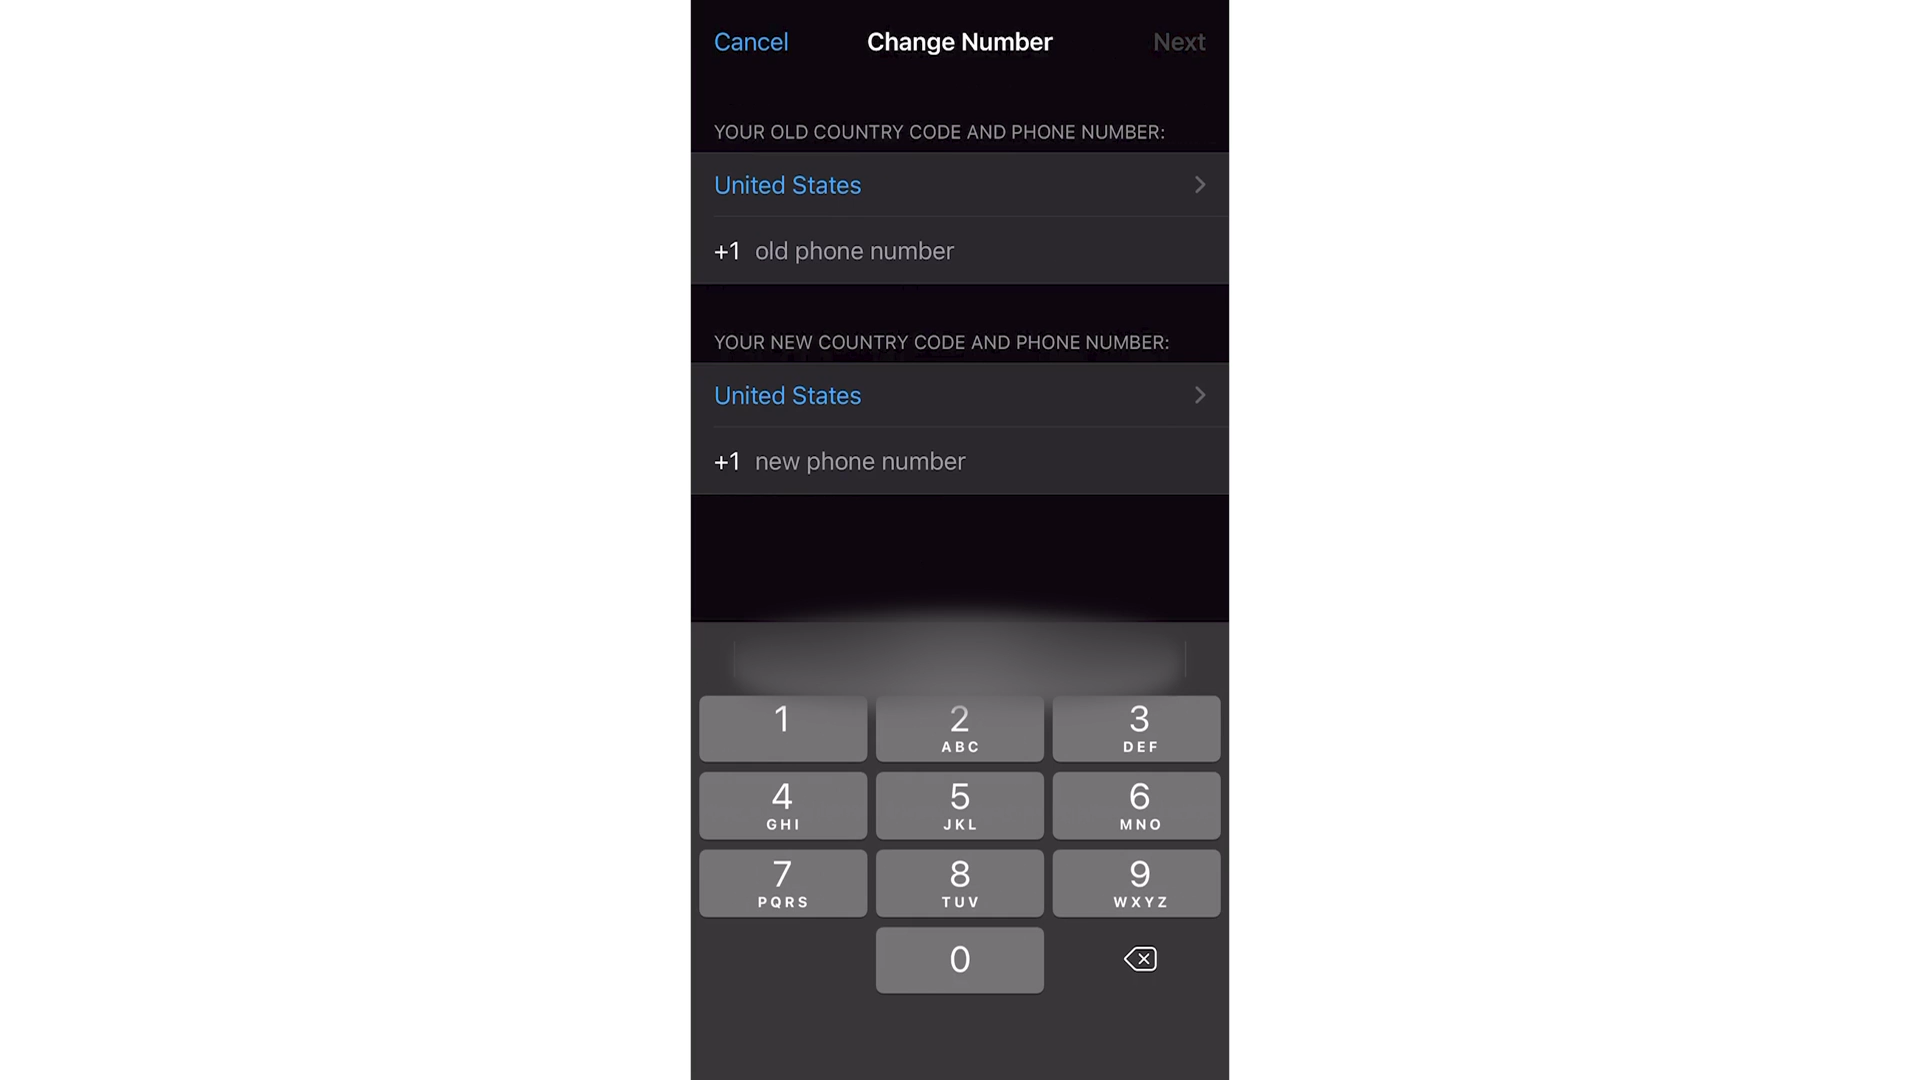 Cancel Change Number Next
YOUR OLD COUNTRY CODE AND PHONE NUMBER:
United States
+1 old phone number
YOUR NEW COUNTRY CODE AND PHONE NUMBER:
United States
+1 new phone number
1 2 3
ABC DEF
4 5 6
GHI JKL MNO
7 8 9
PQRS TUV WXYZ
0